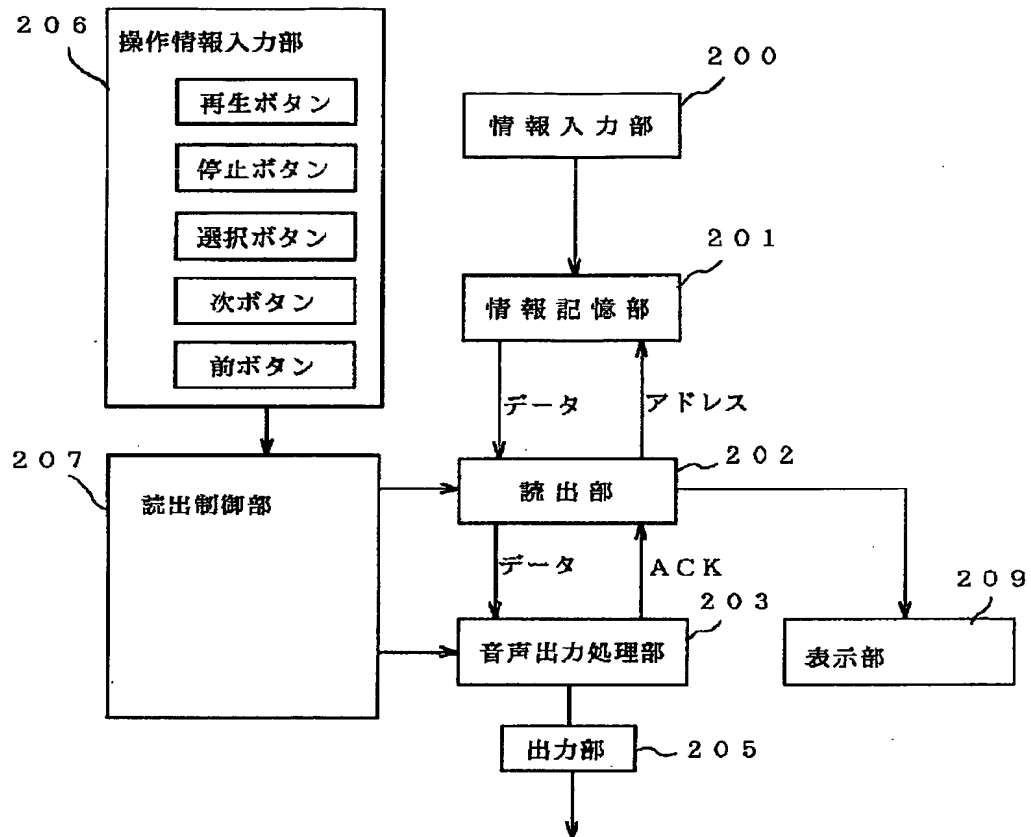 ２０６
操作情報入力部
再生ボタン
停止ボタン
選択ボタン
次ボタン
前ボタン
２００
情報入力部
２０１
情報記憶部
データ
アドレス
２０７
読出制御部
２０２
読出部
データ
ＡＣＫ
２０３
音声出力処理部
２０９
表示部
出力部
２０５